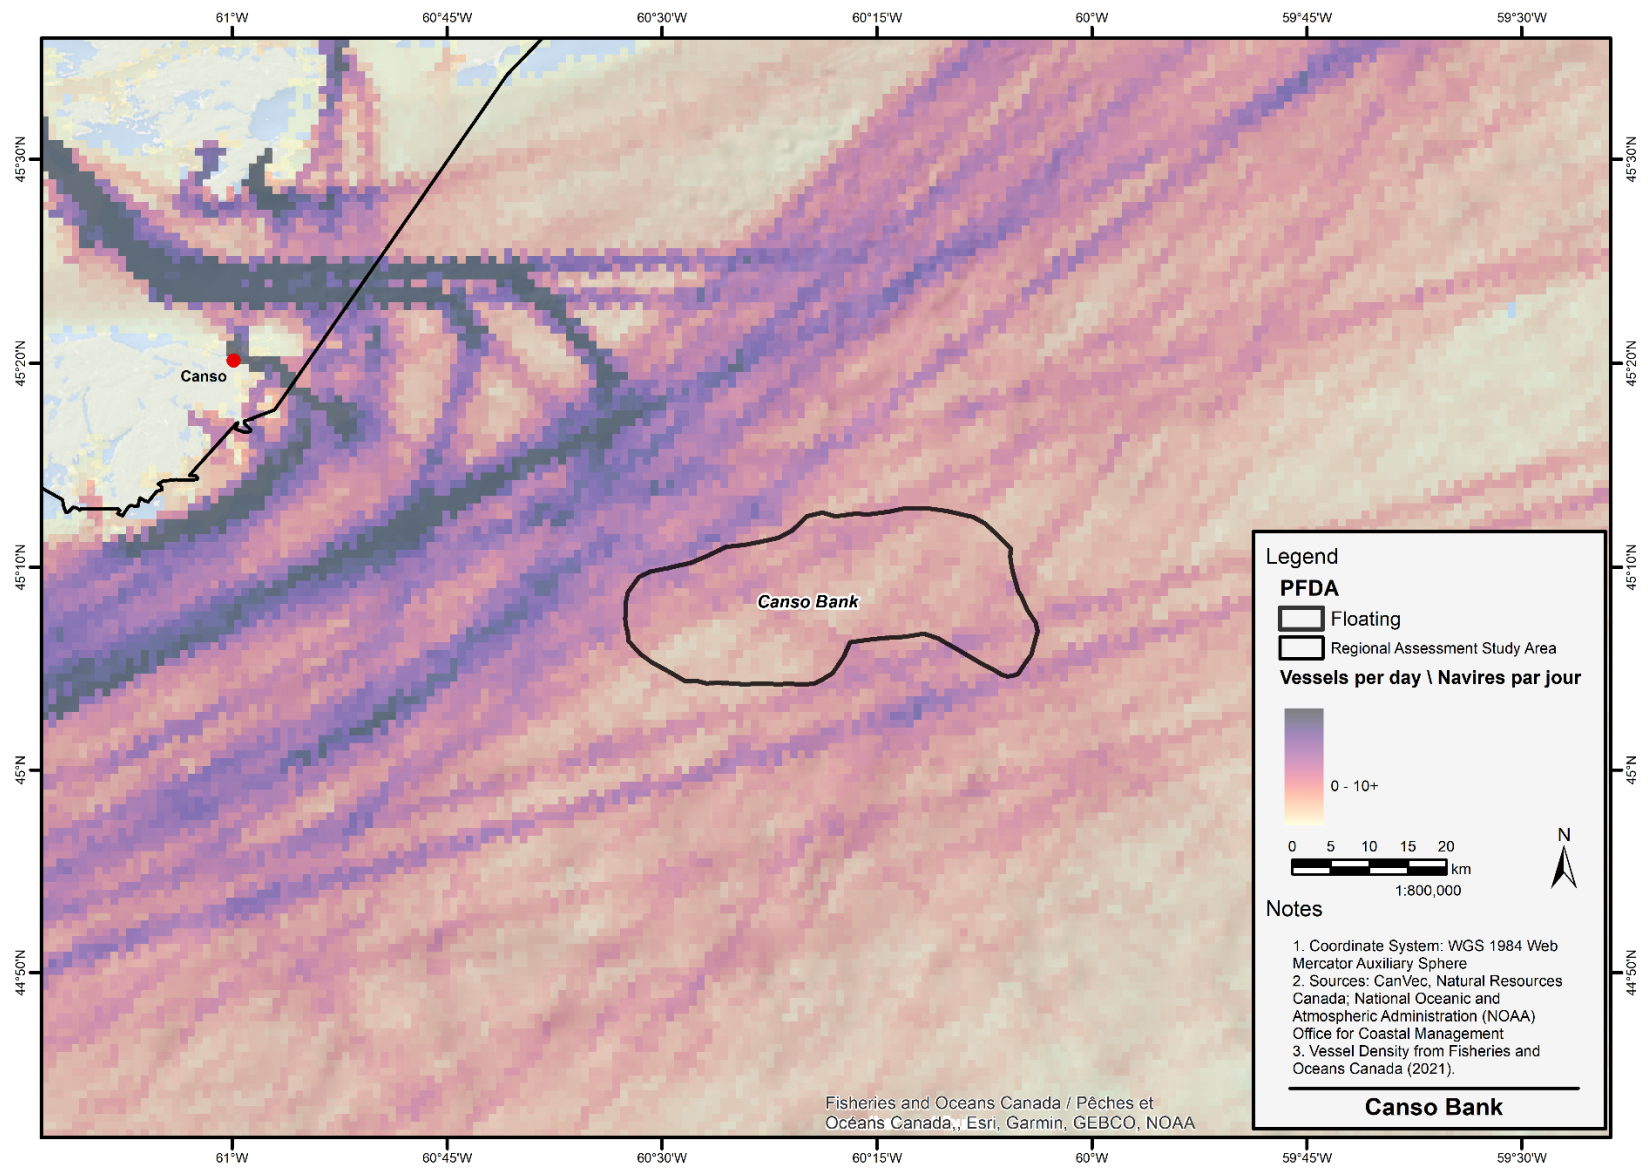 61°W 60°45'W 60°30'W 60°15'W 60°0'W 59°45'W 59°30'W
45°30'N 45°30'N
45°20'N 45°20'N
Canso
45°10'N 45°10'N
Canso Bank
45°N 45°N
44°50'N 44°50'N
Legend
PFDA
Floating
Regional Assessment Study Area
Vessels per day \ Navires par jour
0 - 10+
0 5 10 15 20
km
1:800,000
N
Notes
1. Coordinate System: WGS 1984 Web
Mercator Auxiliary Sphere
2. Sources: CanVec, Natural Resources
Canada; National Oceanic and
Atmospheric Administration (NOAA)
Office for Coastal Management
3. Vessel Density from Fisheries and
Oceans Canada (2021).
Canso Bank
Fisheries and Oceans Canada / Pêches et
Océans Canada,, Esri, Garmin, GEBCO, NOAA
61°W 60°45'W 60°30'W 60°15'W 60°0'W 59°45'W 59°30'W